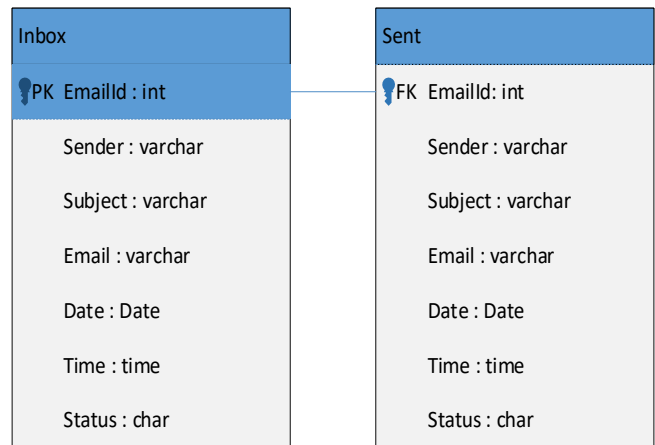 Inbox
PK EmailId : int
Sender : varchar
Subject : varchar
Email : varchar
Date : Date
Time : time
Status : char
Sent
FK EmailId: int
Sender : varchar
Subject : varchar
Email : varchar
Date : Date
Time : time
Status : char